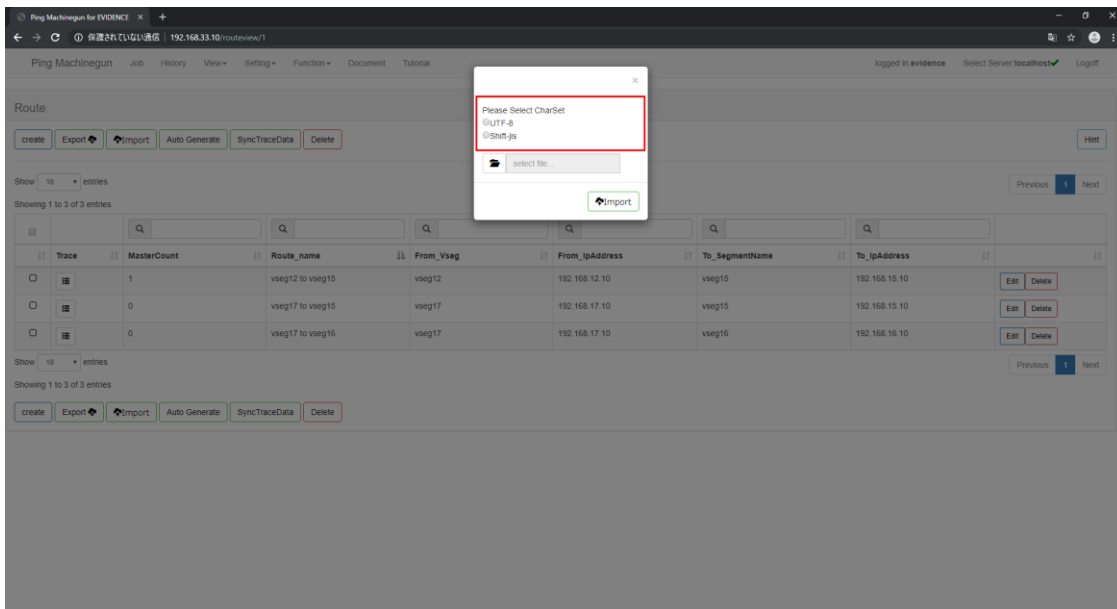 Ping Machinegun for EVIDENCE
保護されていない通信 | 192.168.33.10/routeview/1
Ping Machinegun Job History View Setting Function Document Tutorial logged in evidence Select Server:localhost Logoff
×
Route
Please Select CharSet
UTF-8
Shift-jis
create Export Import Auto Generate SyncTraceData Delete Hint
select file...
Show 10 entries Previous 1 Next
Import
Showing 1 to 3 of 3 entries
Trace MasterCount Route_name From_Vseg From_IpAddress To_SegmentName To_IpAddress
1 vseg12 to vseg15 vseg12 192.168.12.10 vseg15 192.168.15.10 Edit Delete
0 vseg17 to vseg15 vseg17 192.168.17.10 vseg15 192.168.15.10 Edit Delete
0 vseg17 to vseg16 vseg17 192.168.17.10 vseg16 192.168.16.10 Edit Delete
Show 10 entries Previous 1 Next
Showing 1 to 3 of 3 entries
create Export Import Auto Generate SyncTraceData Delete